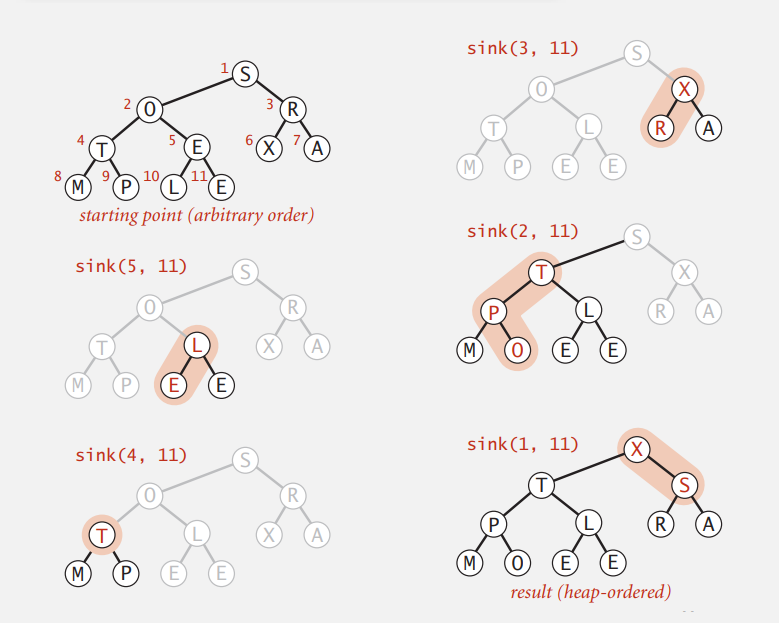 1 S
2 O 3 R
4 T 5 E 6 X 7 A
8 M 9 P 10 L 11 E
starting point (arbitrary order)
sink(5, 11)
S
O R
T L X A
M P E E
sink(4, 11)
S
O R
T L X A
M P E E
sink(3, 11)
S
O X
T L R A
M P E E
sink(2, 11)
S
T X
P L R A
M O E E
sink(1, 11)
X
T S
P L R A
M O E E
result (heap-ordered)